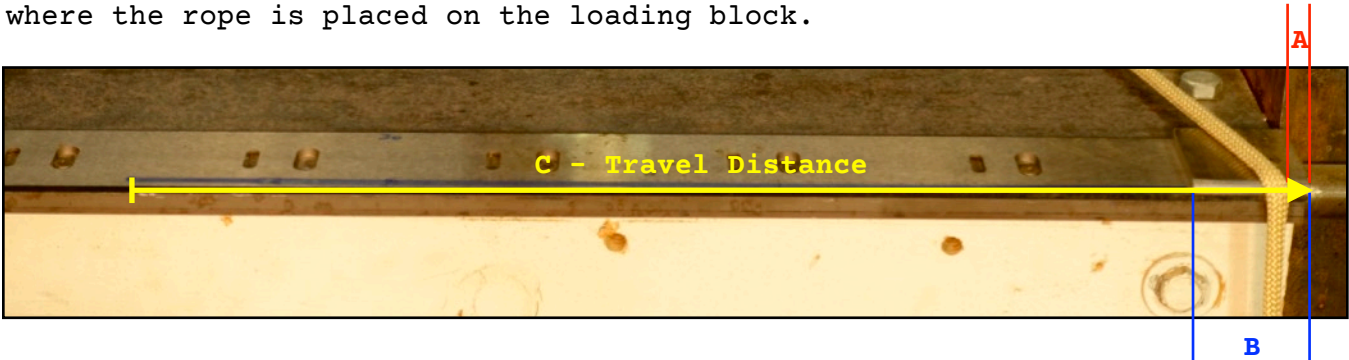 where the rope is placed on the loading block.
A
C - Travel Distance
B